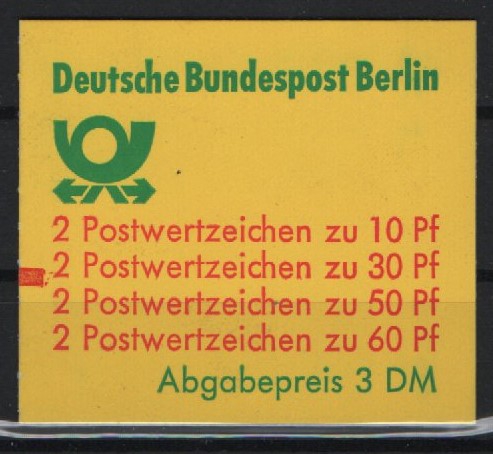 Deutsche Bundespost Berlin
2 Postwertzeichen zu 10 Pf
2 Postwertzeichen zu 30 Pf
2 Postwertzeichen zu 50 Pf
2 Postwertzeichen zu 60 Pf
Abgabepreis 3 DM